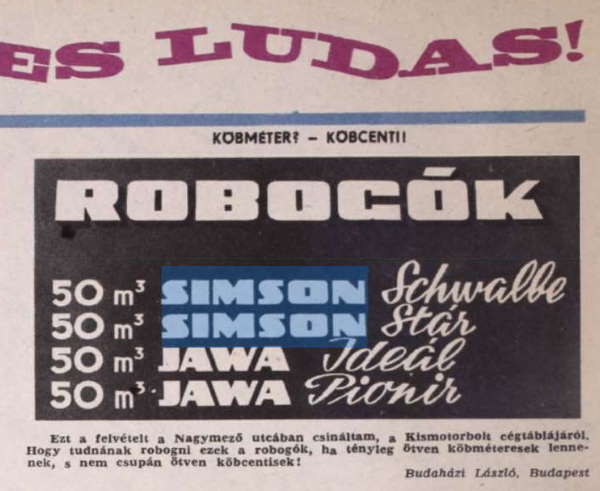 ES LUDAS!
KÖBMÉTER? – KÖBCENTI!
ROBOGÓK
50 m³ SIMSON Schwalbe
50 m³ SIMSON Stár
50 m³ JAWA Ideál
50 m³ JAWA Pionir
Ezt a felvételt a Nagymező utcában csináltam, a Kismotorbolt cégtáblájáról.
Hogy tudnának robogni ezek a robogók, ha tényleg ötven köbméteresek lenné-
nek, s nem csupán ötven köbcentisek!
Budaházi László, Budapest